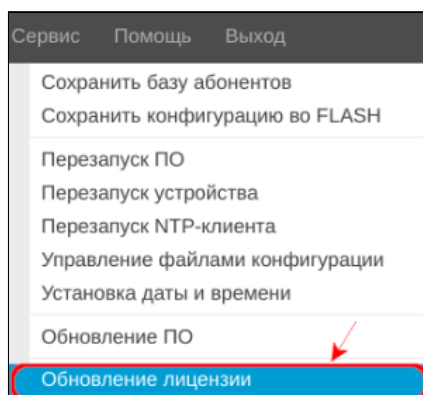 Сервис Помощь Выход
Сохранить базу абонентов
Сохранить конфигурацию во FLASH
Перезапуск ПО
Перезапуск устройства
Перезапуск NTP-клиента
Управление файлами конфигурации
Установка даты и времени
Обновление ПО
Обновление лицензии